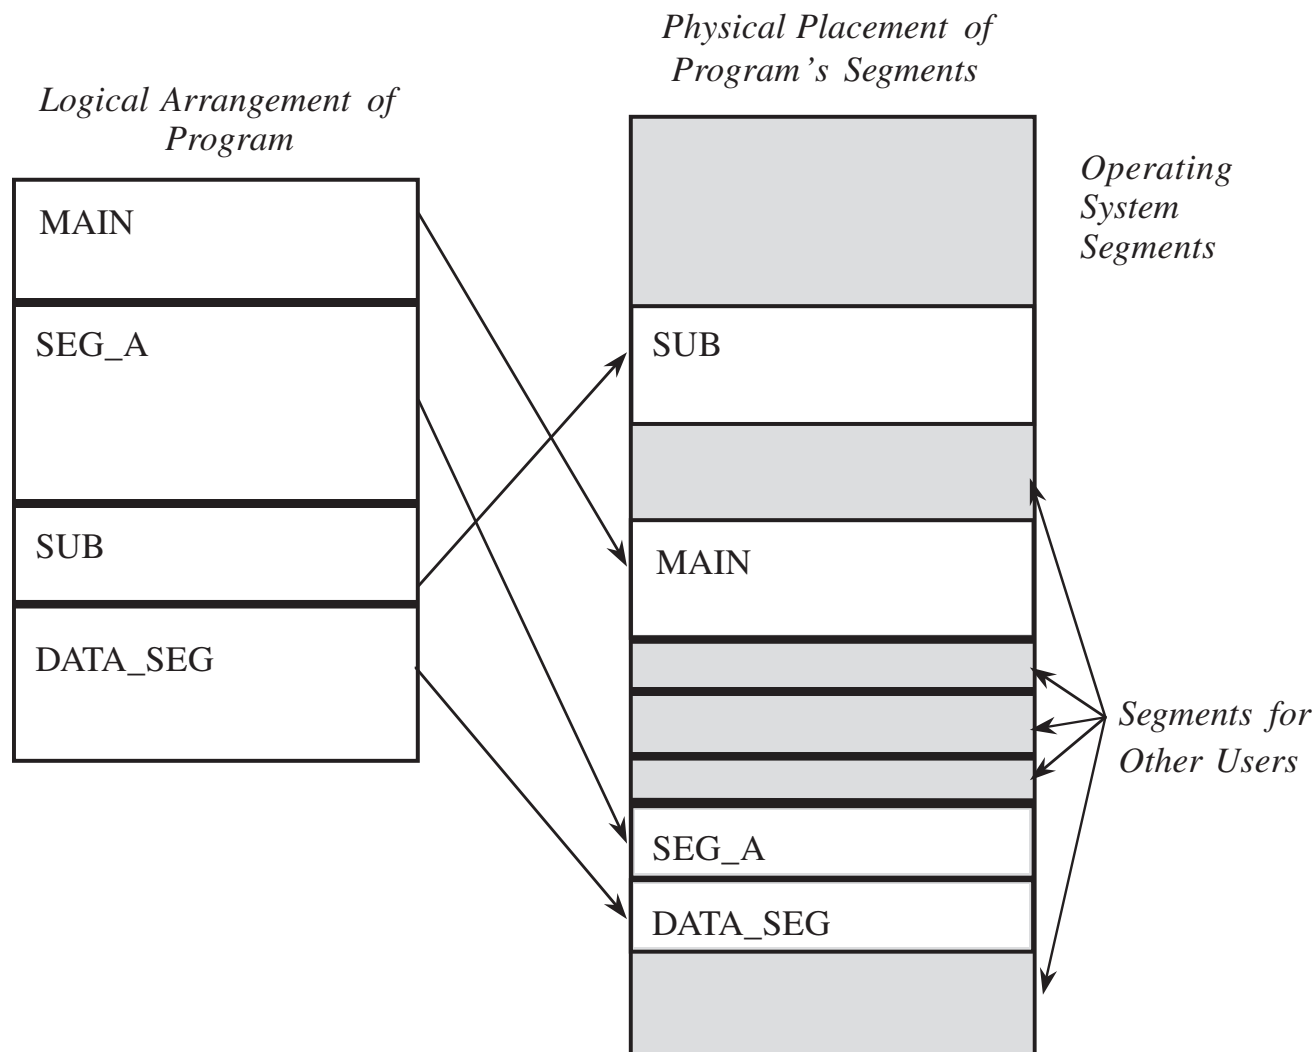 Logical Arrangement of
Program
MAIN
SEG_A
SUB
DATA_SEG
Physical Placement of
Program's Segments
SUB
MAIN
SEG_A
DATA_SEG
Operating
System
Segments
Segments for
Other Users